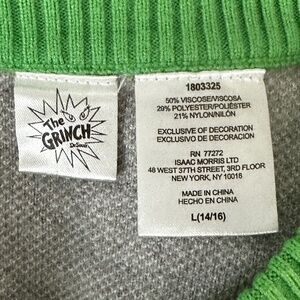 The
GRINCH
Dr. Seuss
1803325
50% VISCOSE/VISCOSA
29% POLYESTER/POLIÉSTER
21% NYLON/NILÓN
EXCLUSIVE OF DECORATION
EXCLUSIVO DE DECORACIÓN
RN 77272
ISAAC MORRIS LTD
48 WEST 37TH STREET, 3RD FLOOR
NEW YORK, NY 10018
MADE IN CHINA
HECHO EN CHINA
L(14/16)